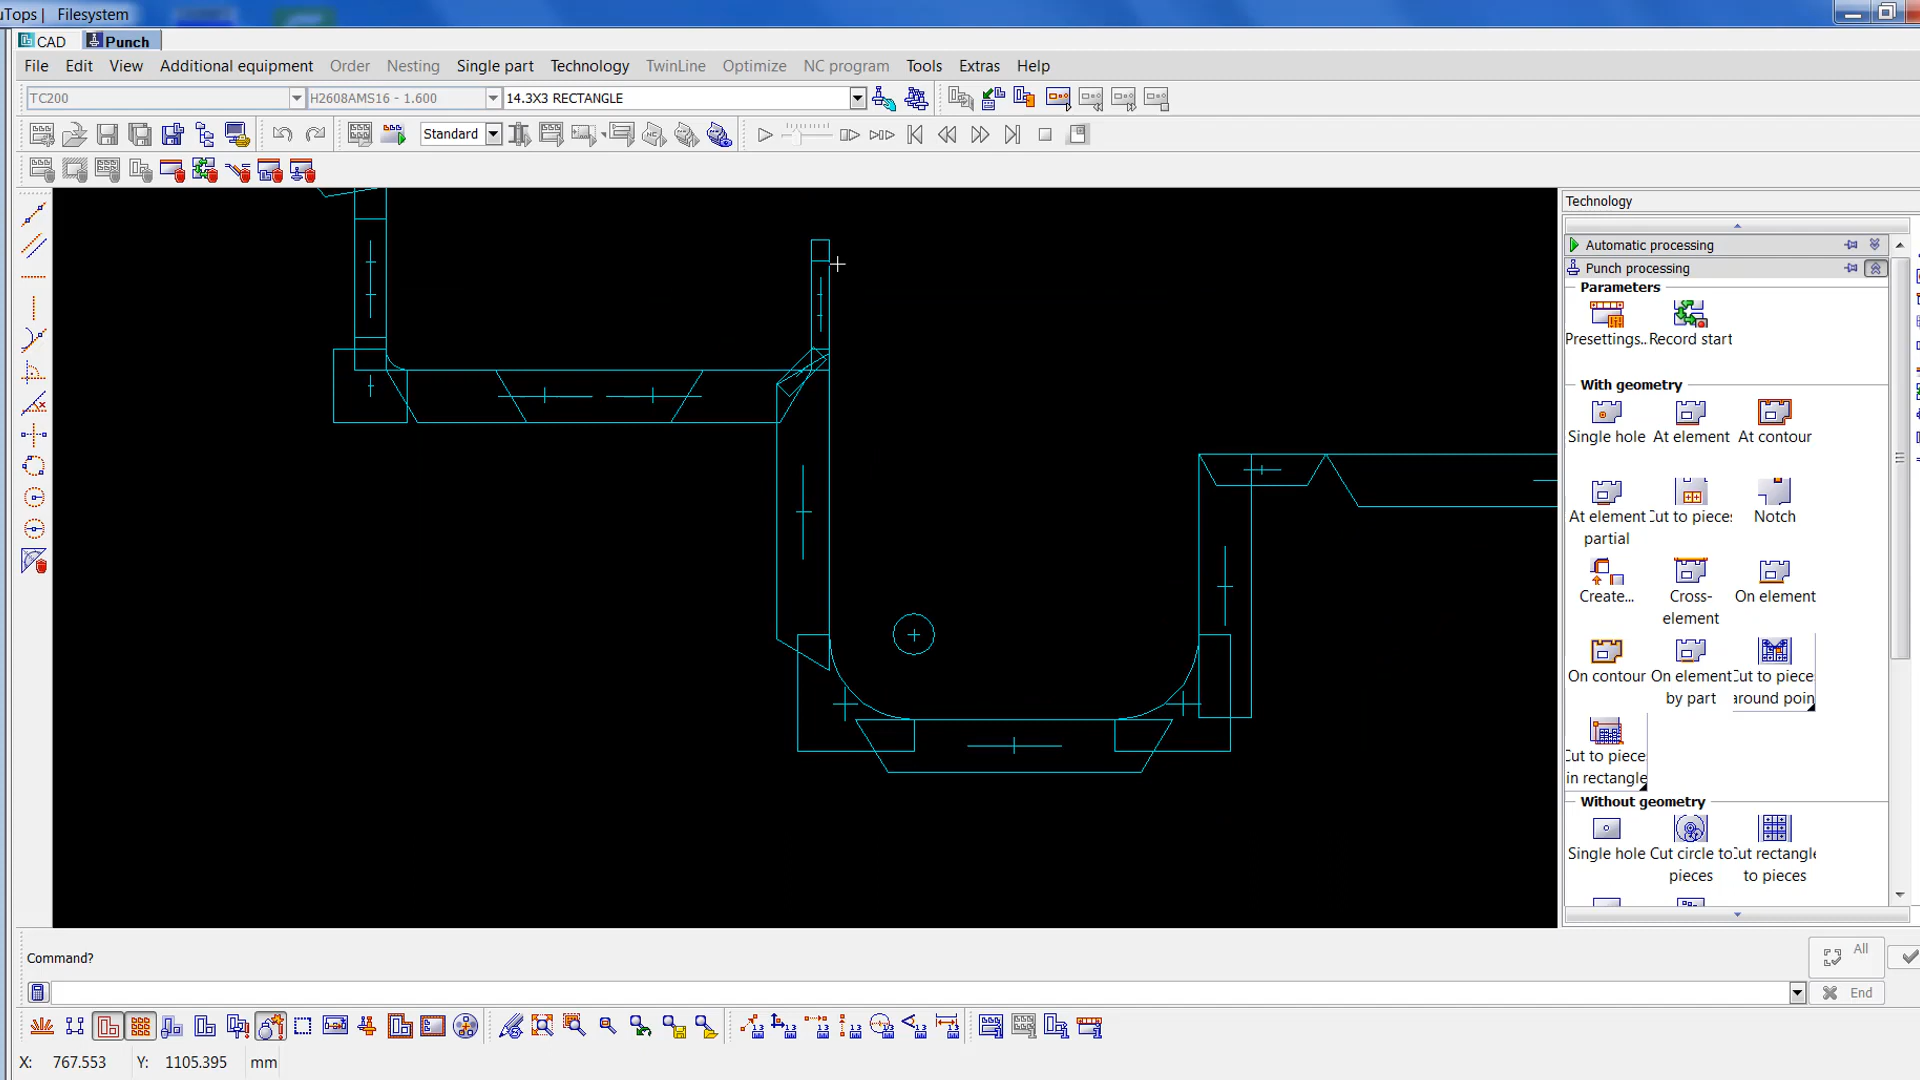 uTops | Filesystem
CAD Punch
File Edit View Additional equipment Order Nesting Single part Technology TwinLine Optimize NC program Tools Extras Help
TC200 H2608AMS16 - 1.600 14.3X3 RECTANGLE
Standard
Technology
Automatic processing
Punch processing
Parameters
Presettings.. Record start
With geometry
Single hole At element At contour
At element partial
Cut to pieces
Notch
Create...
Cross-element
On element
On contour
On element by part
Cut to piece around poin
Cut to piece in rectangle
Without geometry
Single hole
Cut circle to pieces
Cut rectangle to pieces
Command?
All
End
X: 767.553 Y: 1105.395 mm